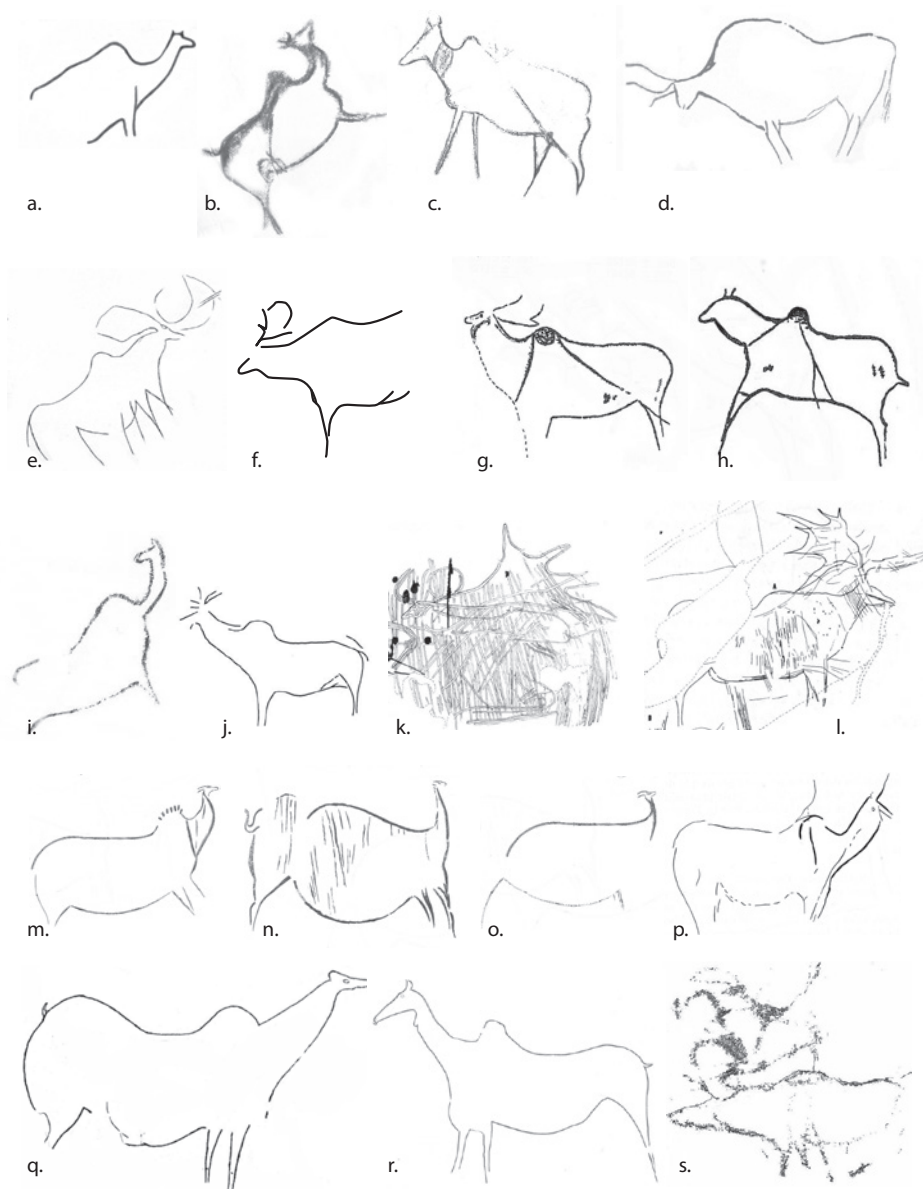 a. b. c. d.
e. f. g. h.
i. j. k. l.
m. n. o. p.
q. r. s.